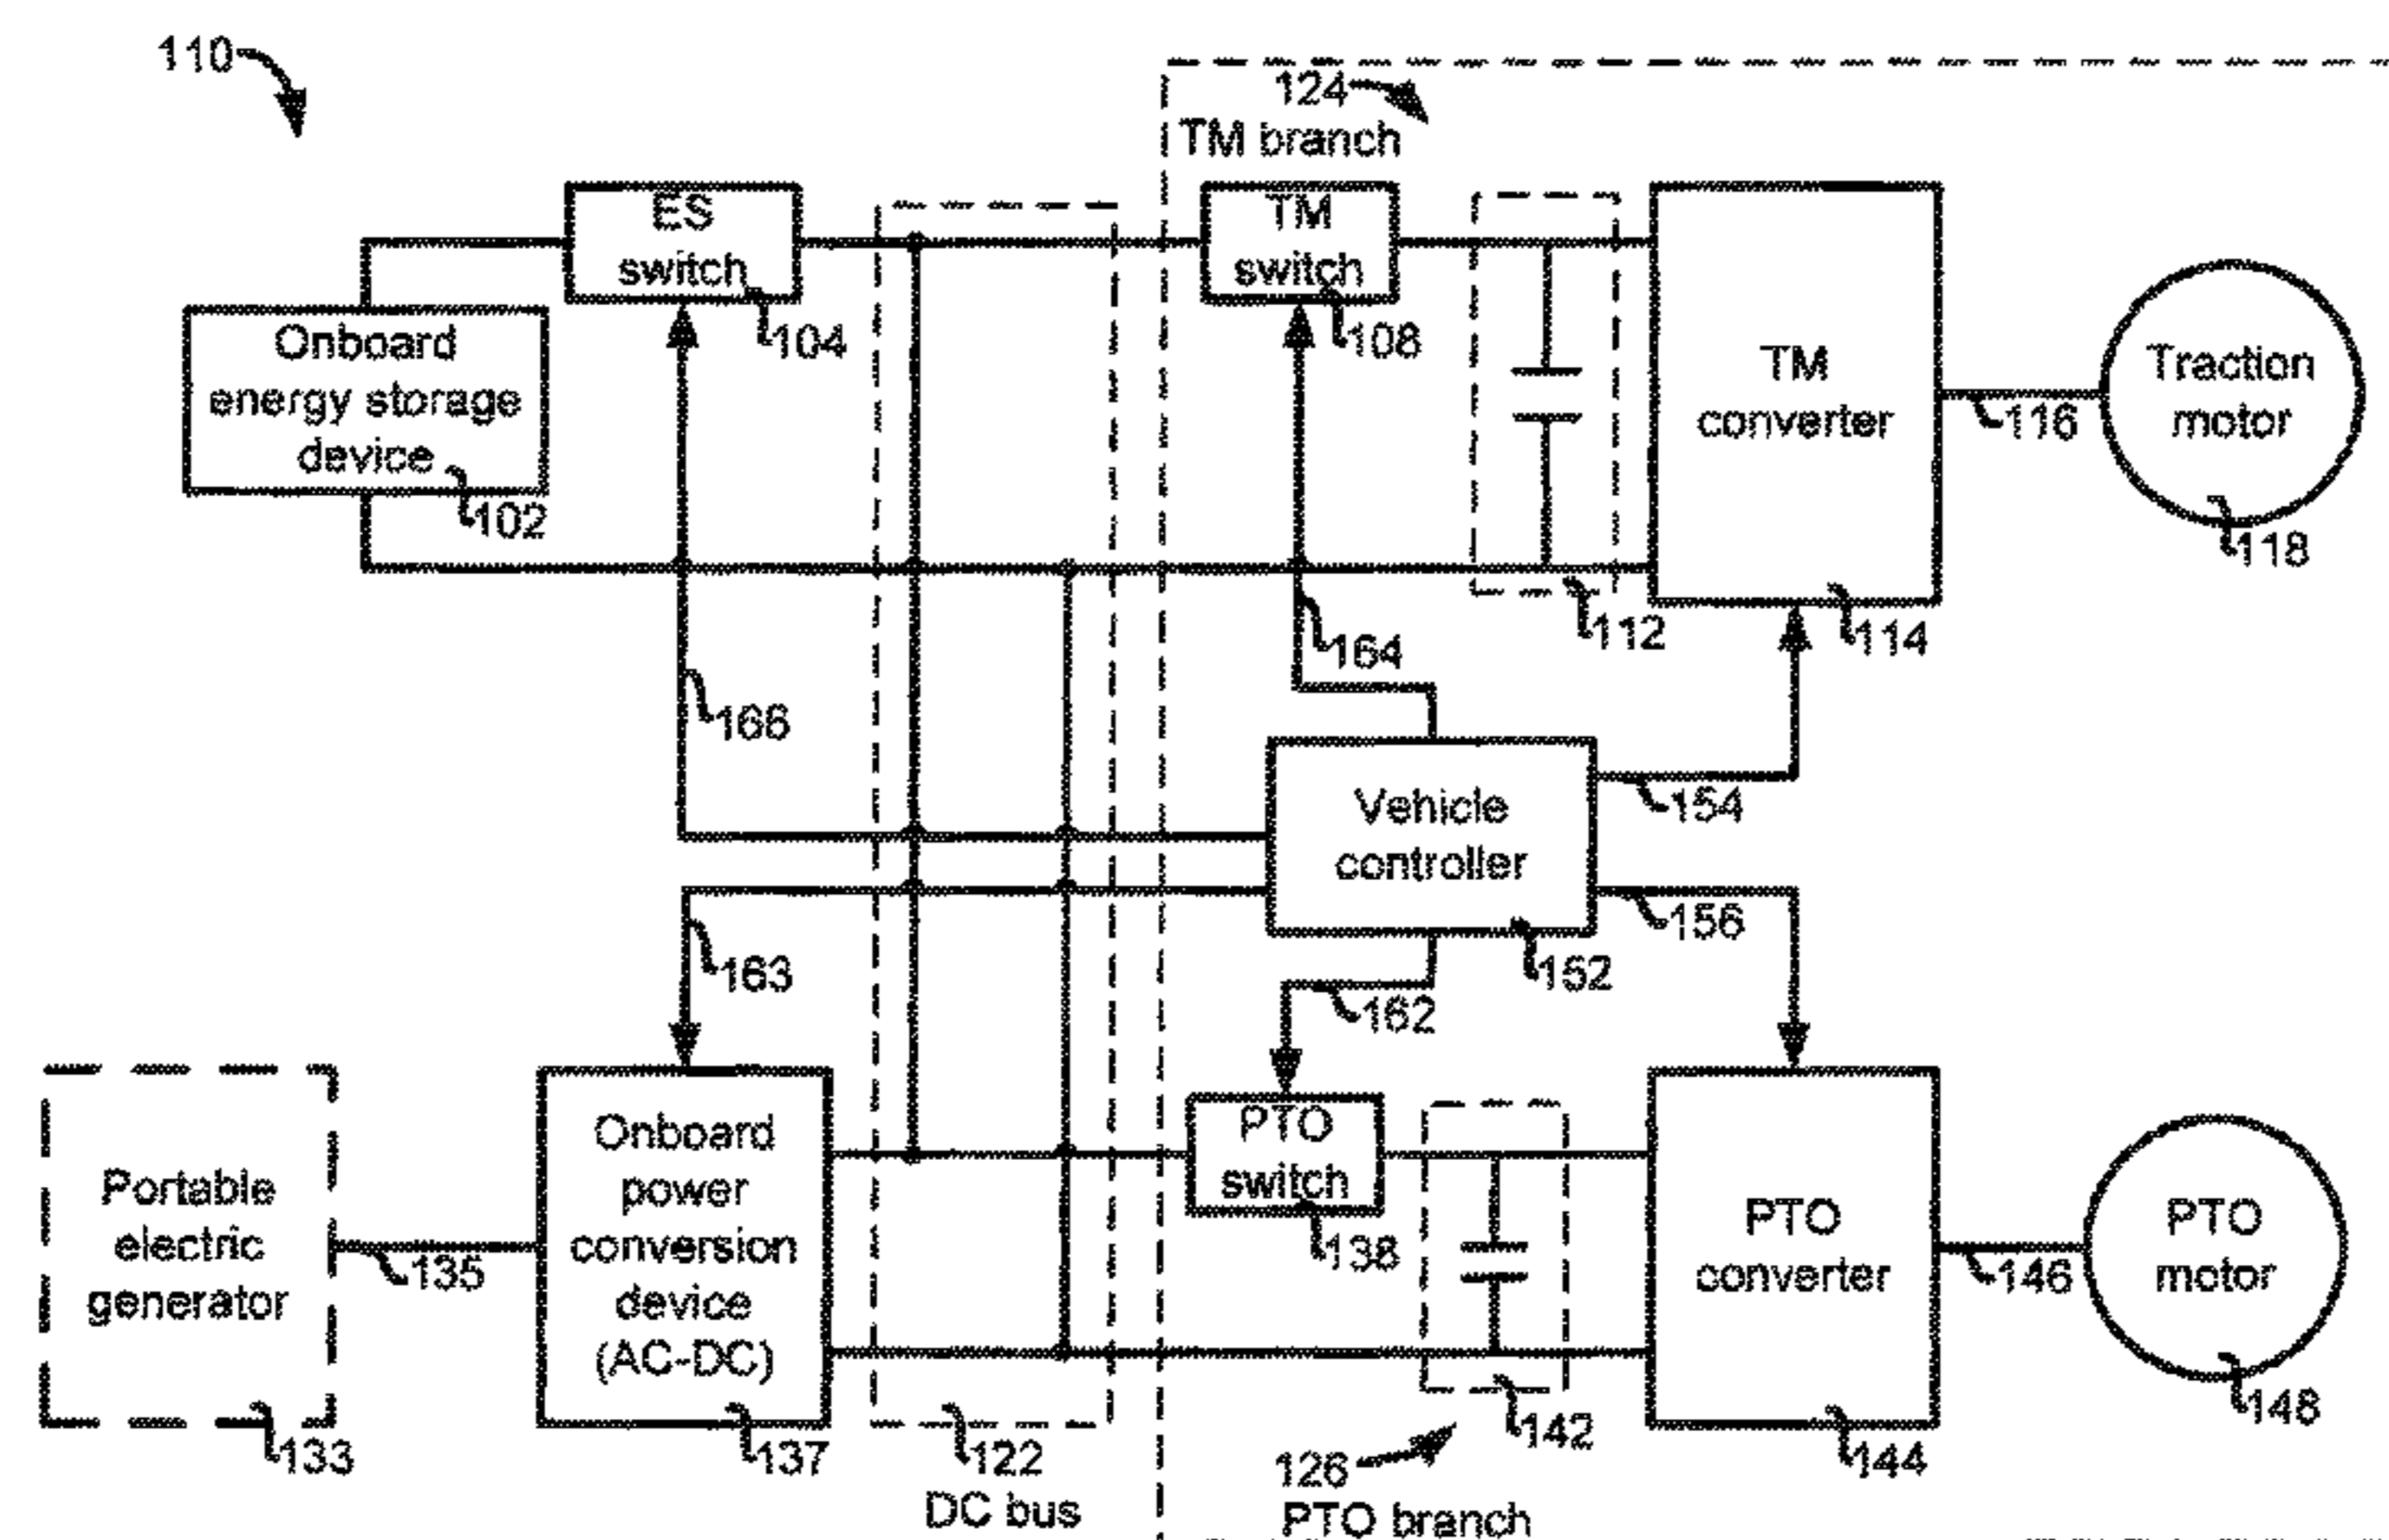 110
124
TM branch
ES
switch
104
TM
switch
108
Onboard
energy storage
device
102
112
TM
converter
114
116
Traction
motor
118
166
164
Vehicle
controller
152
154
156
163
162
Portable
electric
generator
133
135
Onboard
power
conversion
device
(AC-DC)
137
122
DC bus
PTO
switch
138
142
126
PTO branch
PTO
converter
144
146
PTO
motor
148